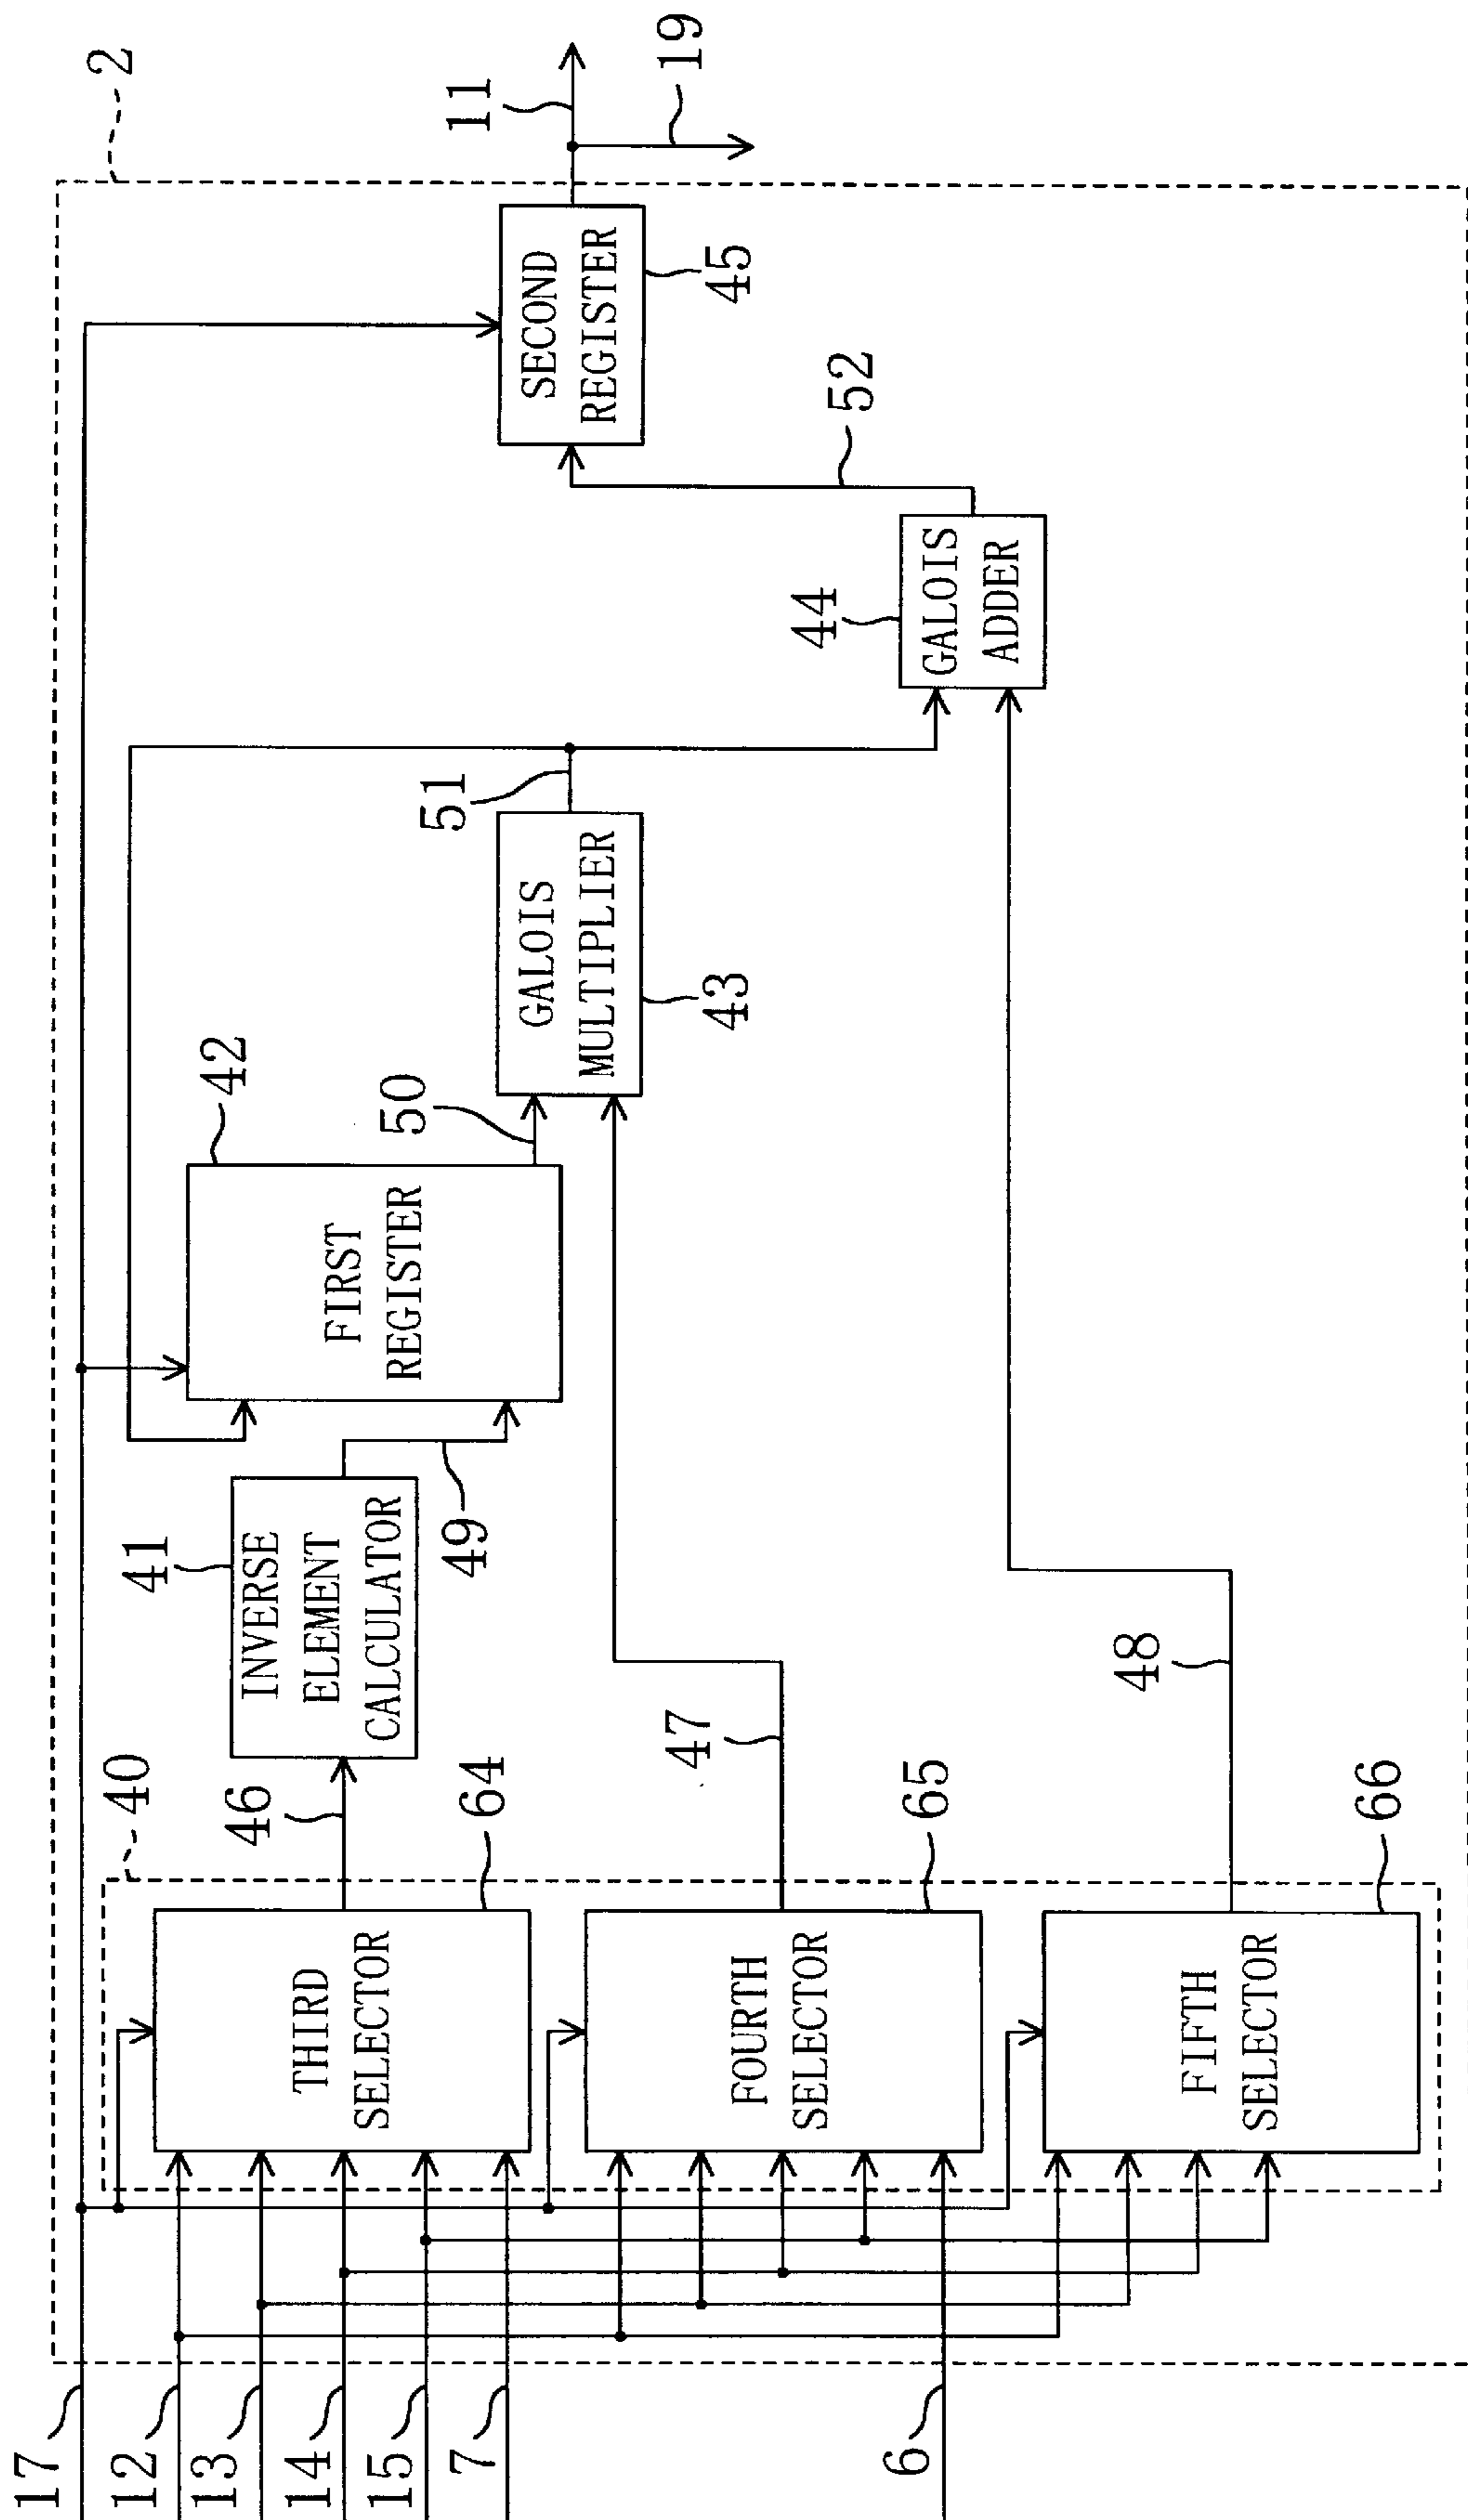 2
11
19
SECOND
REGISTER
45
52
44
GALOIS
ADDER
51
GALOIS
MULTIPLIER
43
42
50
FIRST
REGISTER
41
INVERSE
ELEMENT
CALCULATOR
49
40
46
64
47
65
48
66
THIRD
SELECTOR
FOURTH
SELECTOR
FIFTH
SELECTOR
17
12
13
14
15
7
6